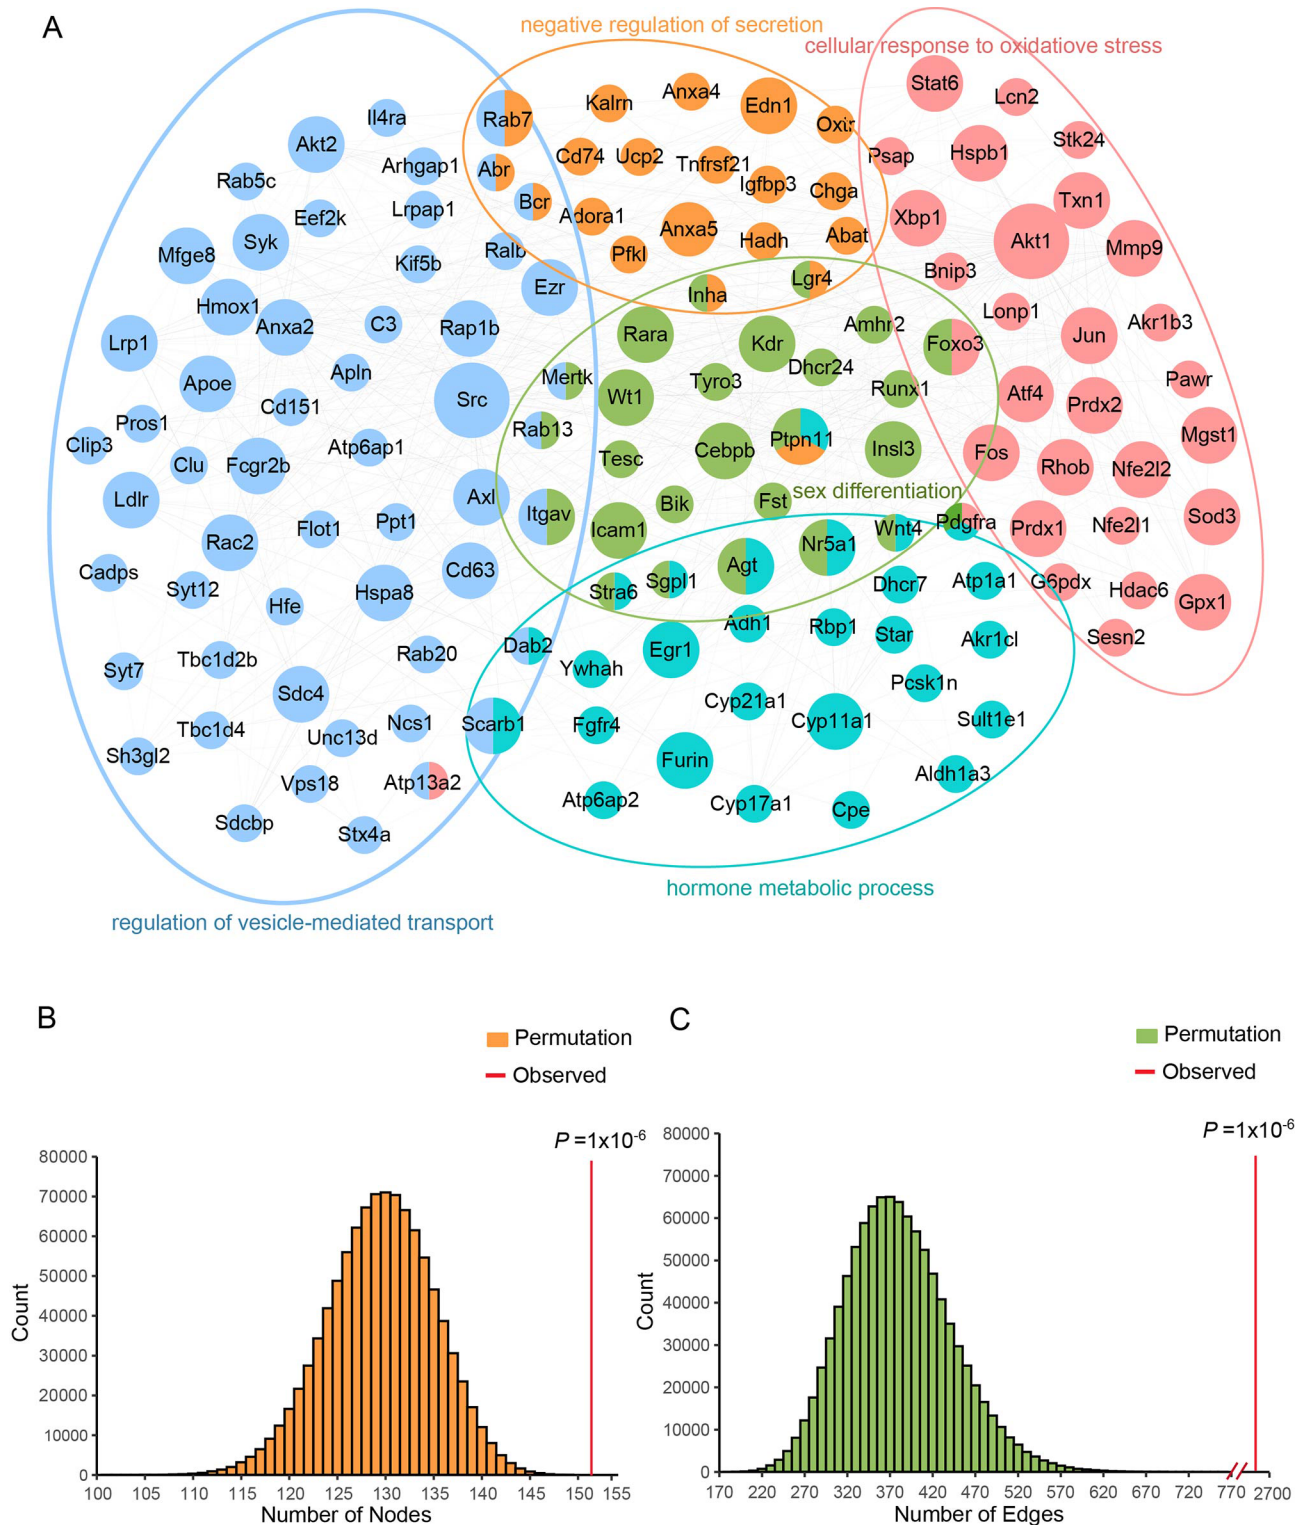 A
negative regulation of secretion
cellular response to oxidatiove stress
Stat6
Lcn2
Kalrn
Anxa4
Edn1
Rab7
Il4ra
Oxtr
Akt2
Stk24
Psap
Hspb1
Cd74
Ucp2
Tnfrsf21
Arhgap1
Abr
Rab5c
Igfbp3
Chga
Txn1
Bcr
Lrpap1
Eef2k
Adora1
Xbp1
Anxa5
Hadh
Abat
Akt1
Mmp9
Syk
Mfge8
Ralb
Pfkl
Kif5b
Bnip3
Lgr4
Ezr
Inha
Hmox1
Anxa2
C3
Rap1b
Lonp1
Akr1b3
Amhr2
Rara
Kdr
Foxo3
Jun
Lrp1
Dhcr24
Apln
Mertk
Tyro3
Runx1
Pawr
Apoe
Wt1
Atf4
Prdx2
Src
Cd151
Pros1
Rab13
Ptpn11
Mgst1
Clip3
Atp6ap1
Clu
Fcgr2b
Tesc
Cebpb
Insl3
Fos
Rhob
Nfe2l2
Ldlr
Axl
sex differentiation
Bik
Fst
Itgav
Icam1
Ppt1
Flot1
Wnt4
Pdgfra
Prdx1
Nfe2l1
Sod3
Rac2
Nr5a1
Agt
Cadps
Syt12
Cd63
Hspa8
Hfe
Stra6
Sgpl1
Dhcr7
Atp1a1
G6pdx
Hdac6
Gpx1
Adh1
Rbp1
Star
Akr1cl
Sesn2
Dab2
Egr1
Rab20
Tbc1d2b
Syt7
Ywhah
Pcsk1n
Sdc4
Cyp21a1
Cyp11a1
Sult1e1
Scarb1
Fgfr4
Ncs1
Tbc1d4
Unc13d
Sh3gl2
Furin
Aldh1a3
Vps18
Atp13a2
Atp6ap2
Cyp17a1
Cpe
Sdcbp
Stx4a
hormone metabolic process
regulation of vesicle-mediated transport
B
Permutation
Observed
P =1x10-6
80000
70000
60000
50000
40000
30000
20000
10000
0
Count
100 105 110 115 120 125 130 135 140 145 150 155
Number of Nodes
C
Permutation
Observed
P =1x10-6
80000
70000
60000
50000
40000
30000
20000
10000
0
Count
170 220 270 320 370 420 470 520 570 620 670 720 770 2700
Number of Edges